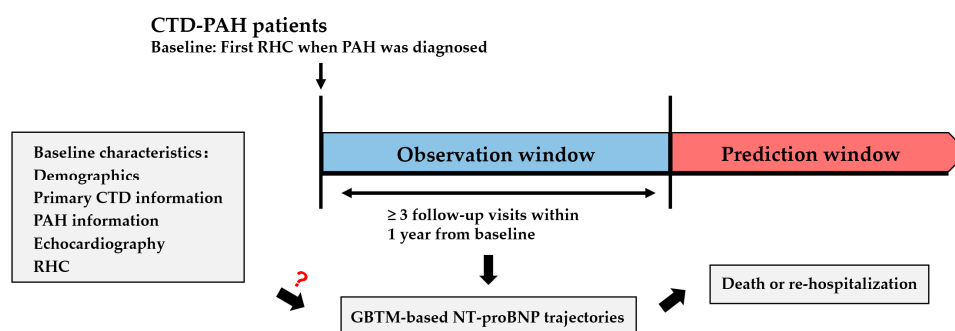 CTD-PAH patients
Baseline: First RHC when PAH was diagnosed
Baseline characteristics:
Demographics
Primary CTD information
PAH information
Echocardiography
RHC
Observation window
Prediction window
≥ 3 follow-up visits within
1 year from baseline
?
GBTM-based NT-proBNP trajectories
Death or re-hospitalization